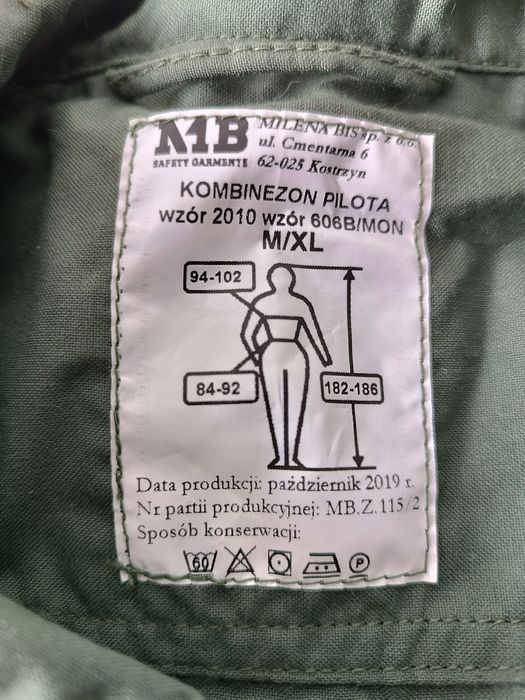 MB MILENA BIS sp. z o.o.
SAFETY GARMENTS ul. Cmentarna 6
62-025 Kostrzyn
KOMBINEZON PILOTA
wzór 2010 wzór 606B/MON
M/XL
94-102
84-92
182-186
Data produkcji: październik 2019 r.
Nr partii produkcyjnej: MB.Z.115/2
Sposób konserwacji:
60 P